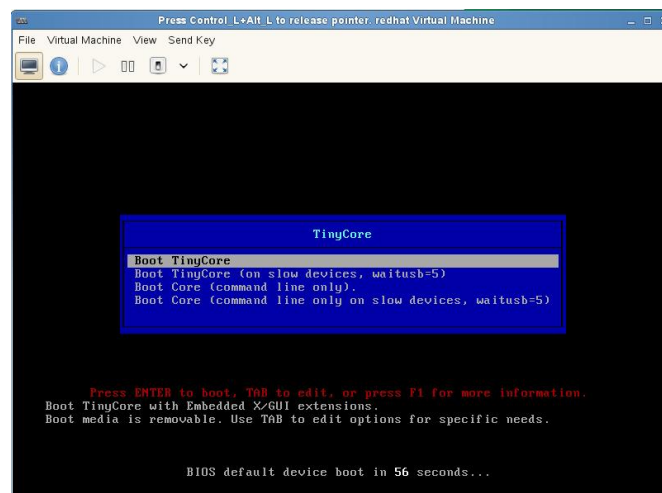 Press Control_L+Alt_L to release pointer. redhat Virtual Machine
File Virtual Machine View Send Key
TinyCore
Boot TinyCore
Boot TinyCore (on slow devices, waitusb=5)
Boot Core (command line only).
Boot Core (command line only on slow devices, waitusb=5)
Press ENTER to boot, TAB to edit, or press F1 for more information.
Boot TinyCore with Embedded X/GUI extensions.
Boot media is removable. Use TAB to edit options for specific needs.
BIOS default device boot in 56 seconds...